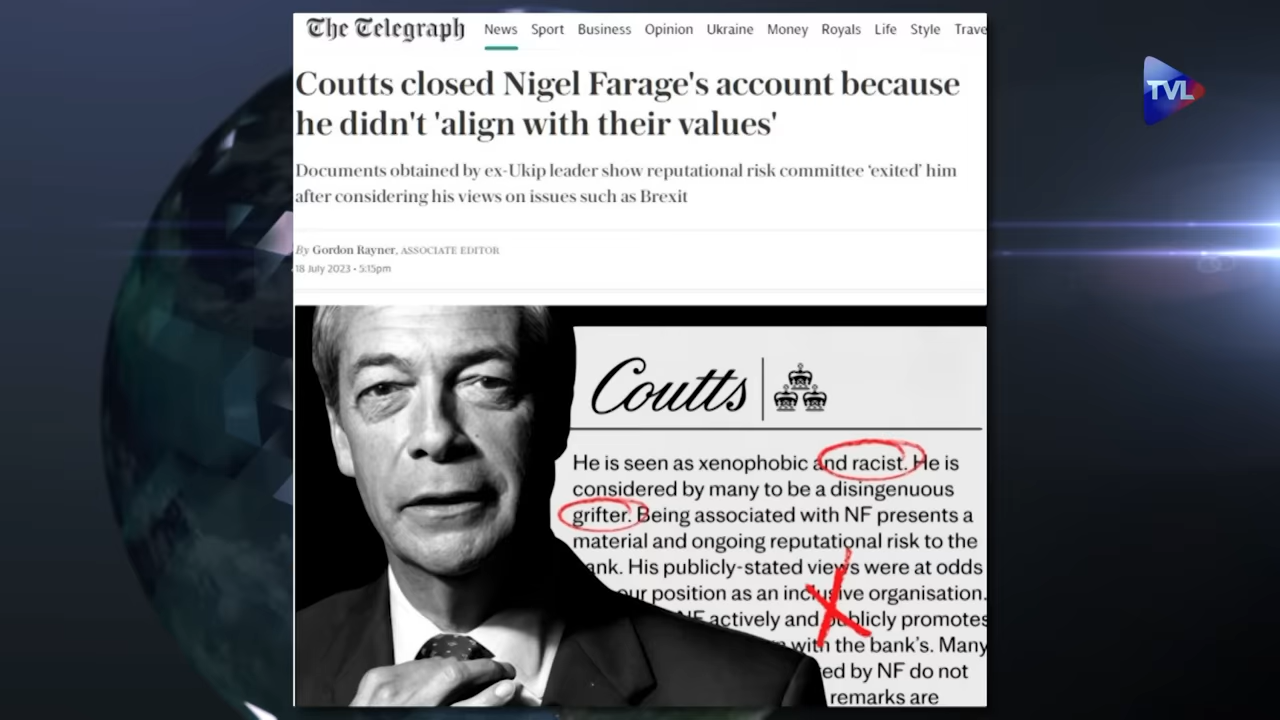 The Telegraph
News Sport Business Opinion Ukraine Money Royals Life Style Trave
TVL
Coutts closed Nigel Farage's account because
he didn't 'align with their values'
Documents obtained by ex-Ukip leader show reputational risk committee ‘exited’ him
after considering his views on issues such as Brexit
By Gordon Rayner, ASSOCIATE EDITOR
18 July 2023 • 5:15pm
Coutts
He is seen as xenophobic and racist. He is
considered by many to be a disingenuous
grifter. Being associated with NF presents a
material and ongoing reputational risk to the
ank. His publicly-stated views were at odds
our position as an inclusive organisation.
NF actively and publicly promotes
with the bank's. Many
ed by NF do not
remarks are